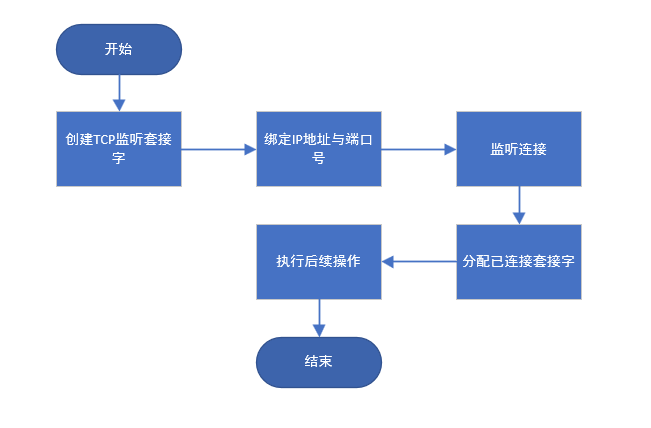 开始
创建TCP监听套接
字
绑定IP地址与端口
号
监听连接
执行后续操作
分配已连接套接字
结束